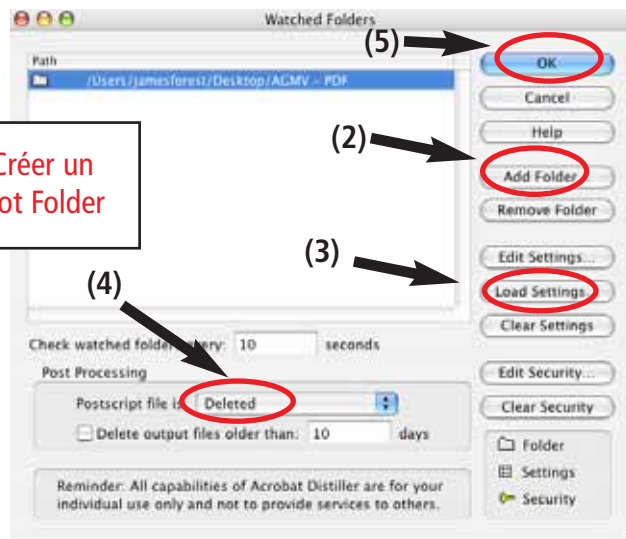 Watched Folders
(5)
Path
/Users/jamesforest/Desktop/AGMV - PDF
OK
Cancel
Help
(2)
Créer un
ot Folder
Add Folder...
Remove Folder
(3)
Edit Settings...
Load Settings...
Clear Settings
(4)
Check watched folders every: 10 seconds
Post Processing
Edit Security...
Clear Security
Postscript file is: Deleted
Delete output files older than: 10 days
Folder
Settings
Security
Reminder: All capabilities of Acrobat Distiller are for your
individual use only and not to provide services to others.